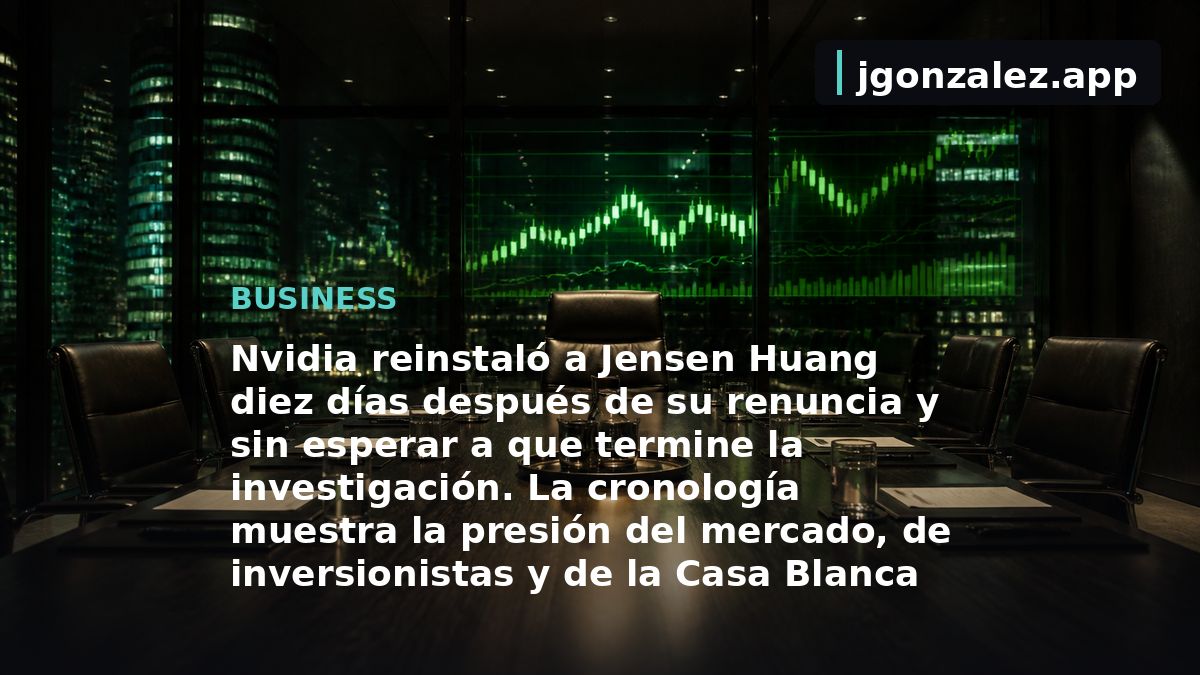 jgonzalez.app
BUSINESS
Nvidia reinstaló a Jensen Huang
diez días después de su renuncia y
sin esperar a que termine la
investigación. La cronología
muestra la presión del mercado, de
inversionistas y de la Casa Blanca